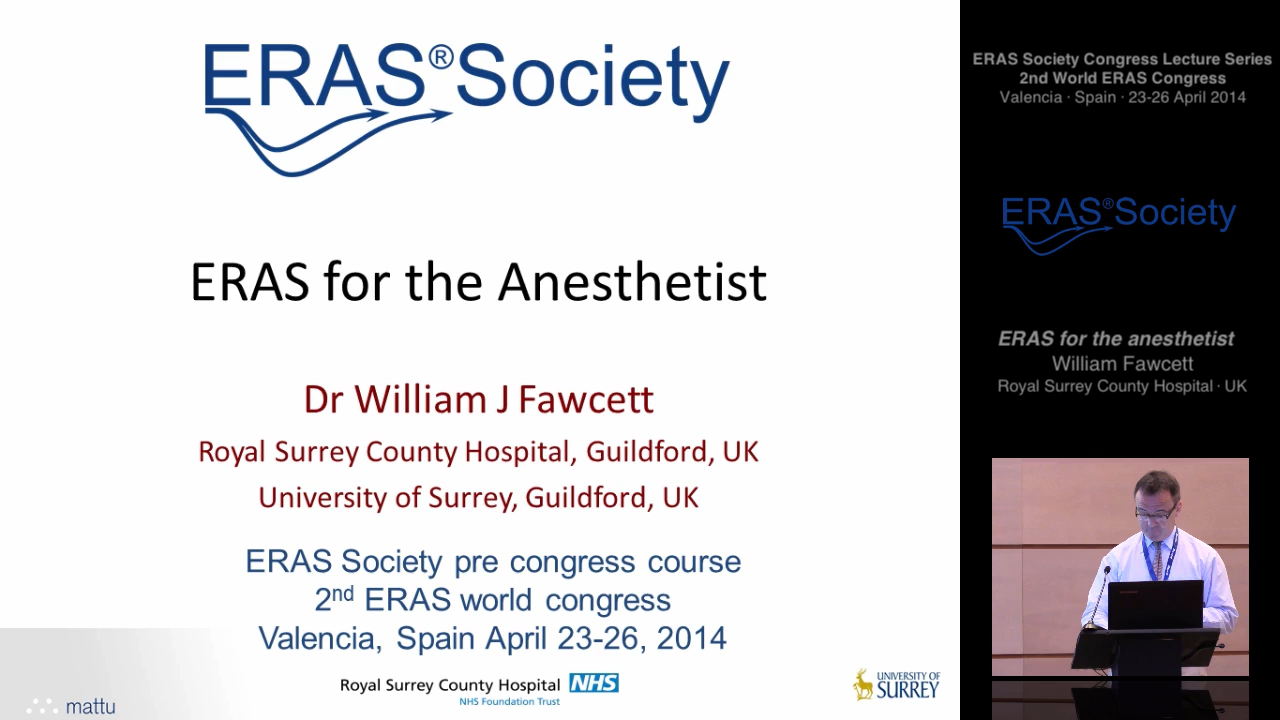 ERAS®Society
ERAS for the Anesthetist
Dr William J Fawcett
Royal Surrey County Hospital, Guildford, UK
University of Surrey, Guildford, UK
ERAS Society pre congress course
2nd ERAS world congress
Valencia, Spain April 23-26, 2014
Royal Surrey County Hospital NHS
NHS Foundation Trust
UNIVERSITY OF
SURREY
mattu
ERAS Society Congress Lecture Series
2nd World ERAS Congress
Valencia · Spain · 23-26 April 2014
ERAS®Society
ERAS for the anesthetist
William Fawcett
Royal Surrey County Hospital · UK